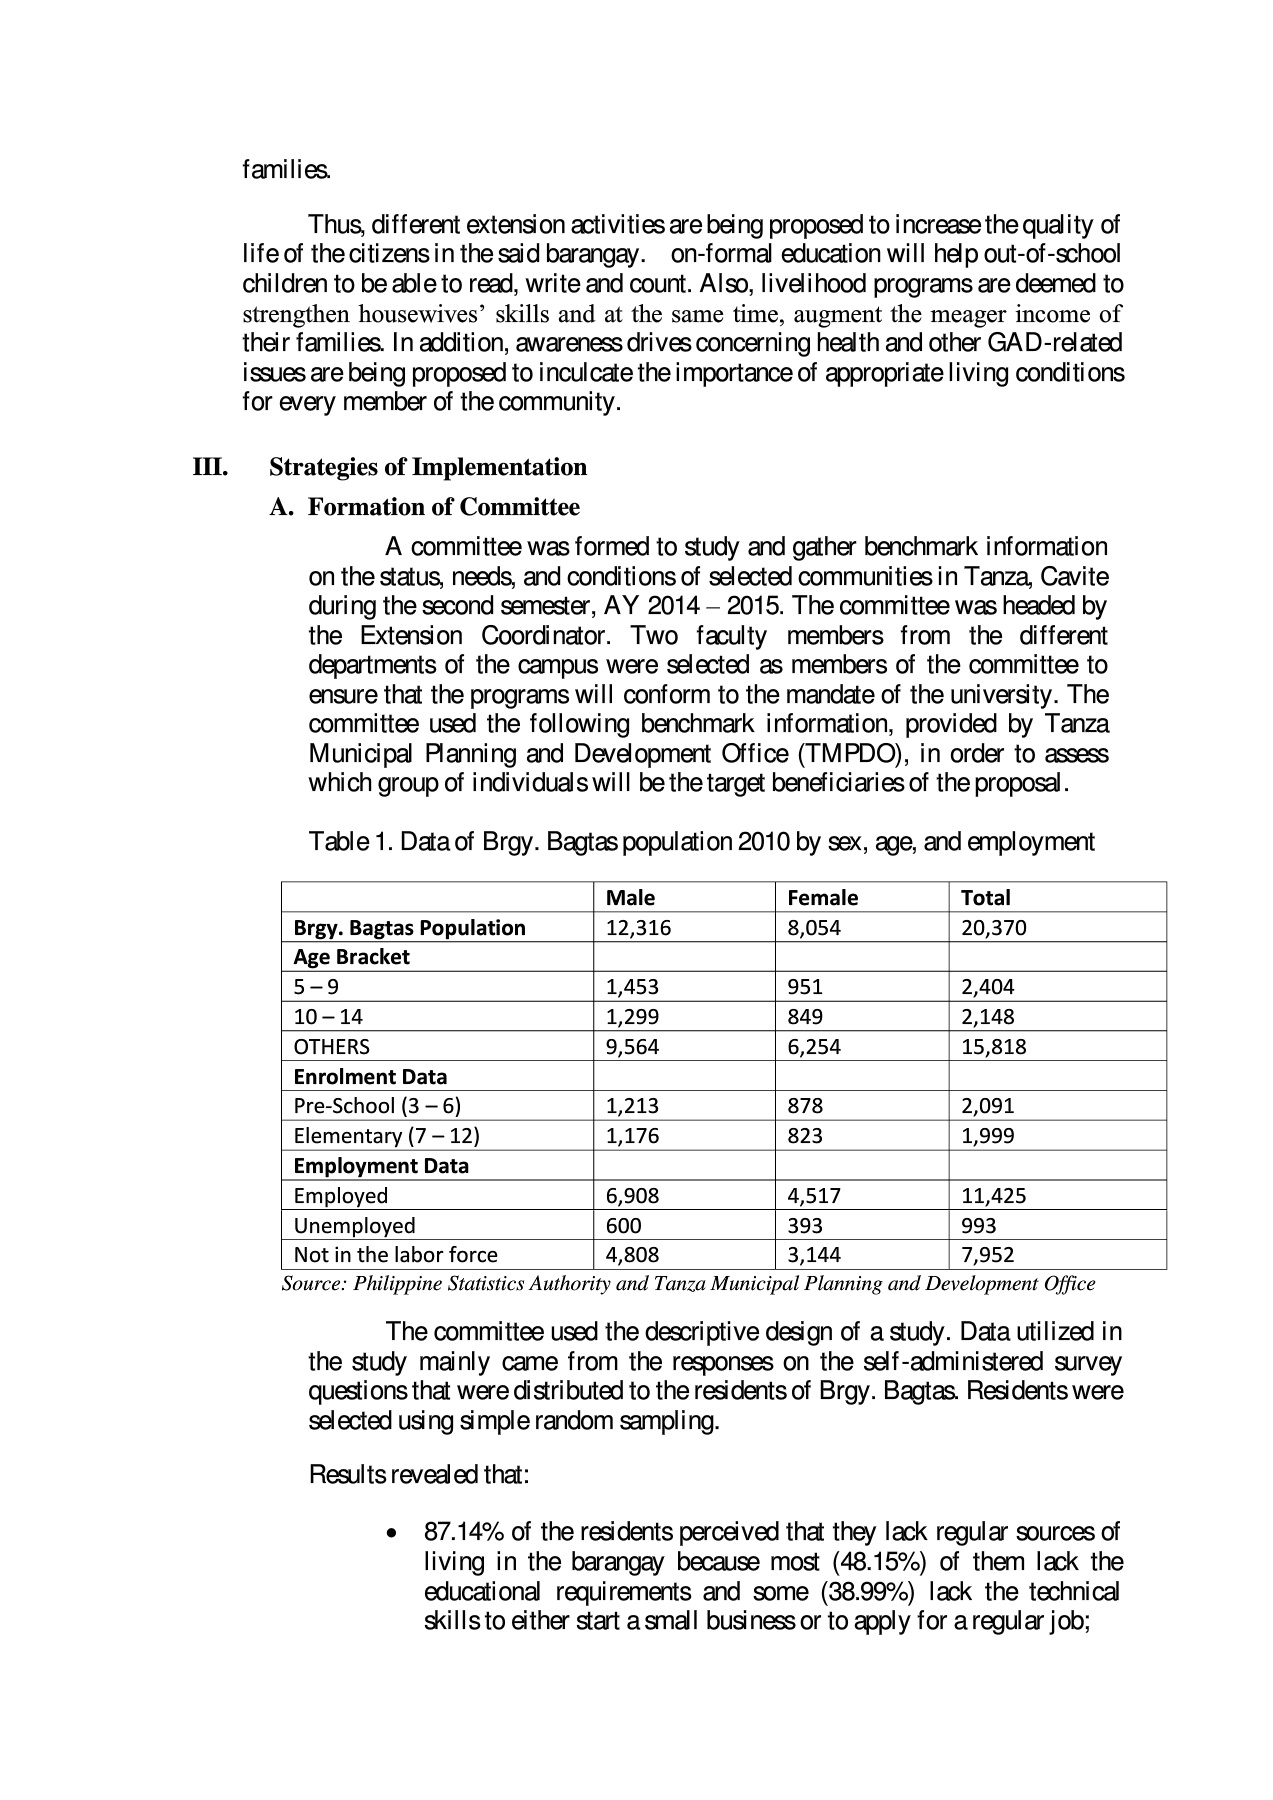 families.
Thus, different extension activities are being proposed to increase the quality of
life of the citizens in the said barangay. on-formal education will help out-of-school
children to be able to read, write and count. Also, livelihood programs are deemed to
strengthen housewives’ skills and at the same time, augment the meager income of
their families. In addition, awareness drives concerning health and other GAD-related
issues are being proposed to inculcate the importance of appropriate living conditions
for every member of the community.
III. Strategies of Implementation
A. Formation of Committee
A committee was formed to study and gather benchmark information
on the status, needs, and conditions of selected communities in Tanza, Cavite
during the second semester, AY 2014 – 2015. The committee was headed by
the Extension Coordinator. Two faculty members from the different
departments of the campus were selected as members of the committee to
ensure that the programs will conform to the mandate of the university. The
committee used the following benchmark information, provided by Tanza
Municipal Planning and Development Office (TMPDO), in order to assess
which group of individuals will be the target beneficiaries of the proposal.
Table 1. Data of Brgy. Bagtas population 2010 by sex, age, and employment
Male Female Total
Brgy. Bagtas Population 12,316 8,054 20,370
Age Bracket
5 – 9 1,453 951 2,404
10 – 14 1,299 849 2,148
OTHERS 9,564 6,254 15,818
Enrolment Data
Pre-School (3 – 6) 1,213 878 2,091
Elementary (7 – 12) 1,176 823 1,999
Employment Data
Employed 6,908 4,517 11,425
Unemployed 600 393 993
Not in the labor force 4,808 3,144 7,952
Source: Philippine Statistics Authority and Tanza Municipal Planning and Development Office
The committee used the descriptive design of a study. Data utilized in
the study mainly came from the responses on the self-administered survey
questions that were distributed to the residents of Brgy. Bagtas. Residents were
selected using simple random sampling.
Results revealed that:
• 87.14% of the residents perceived that they lack regular sources of
living in the barangay because most (48.15%) of them lack the
educational requirements and some (38.99%) lack the technical
skills to either start a small business or to apply for a regular job;